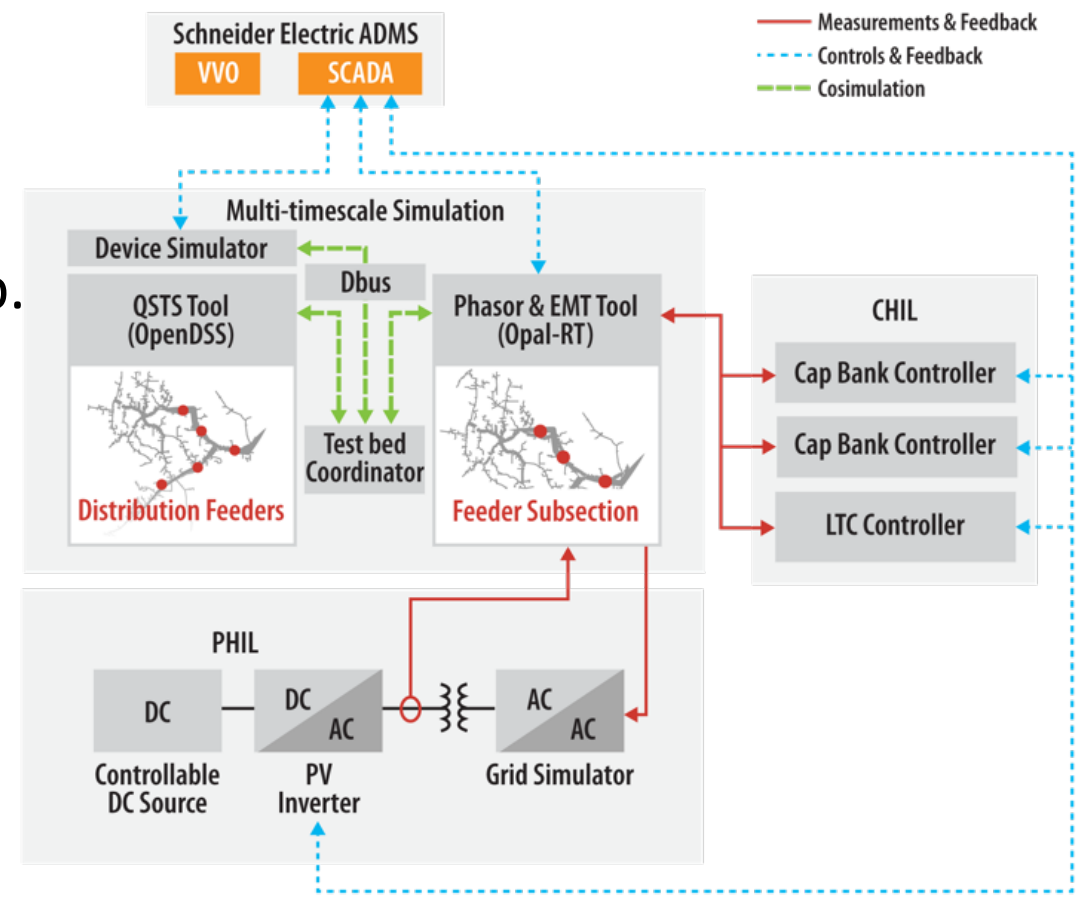 Schneider Electric ADMS
VVO
SCADA
Measurements & Feedback
Controls & Feedback
Cosimulation
Multi-timescale Simulation
Device Simulator
Dbus
QSTS Tool
(OpenDSS)
Phasor & EMT Tool
(Opal-RT)
Test bed
Coordinator
Distribution Feeders
Feeder Subsection
CHIL
Cap Bank Controller
Cap Bank Controller
LTC Controller
PHIL
DC
DC
AC
AC
AC
Controllable
DC Source
PV
Inverter
Grid Simulator